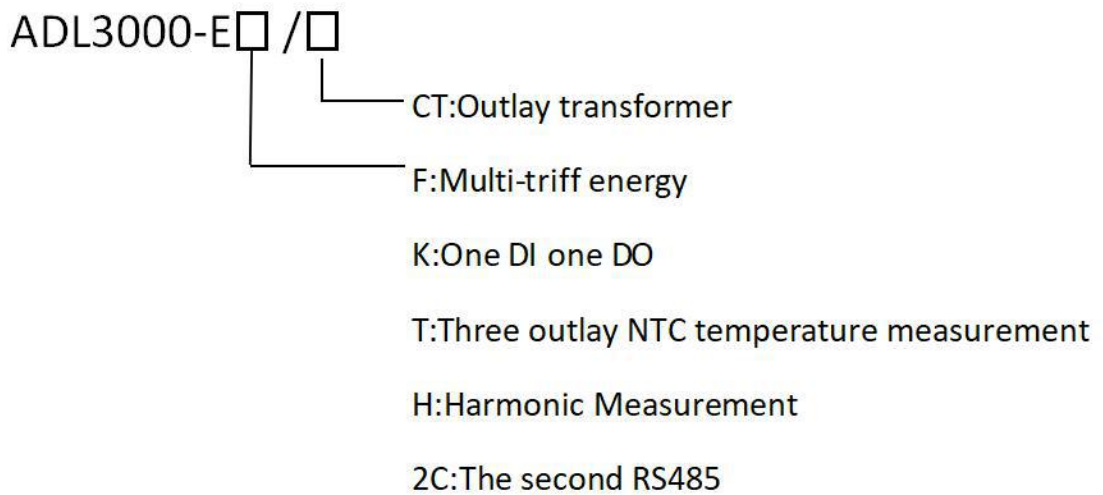 ADL3000-E□ /□
CT:Outlay transformer
F:Multi-triff energy
K:One DI one DO
T:Three outlay NTC temperature measurement
H:Harmonic Measurement
2C:The second RS485